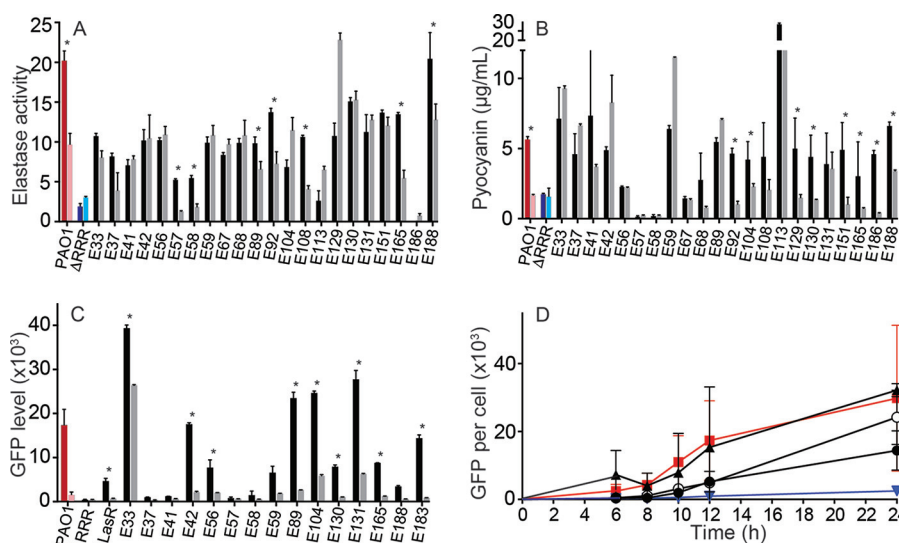 A
Elastase activity
25
20
15
10
5
0
* * * * * * * *
PAO1 ΔRRR E33 E37 E41 E42 E56 E57 E58 E59 E67 E68 E89 E92 E104 E108 E113 E129 E130 E131 E151 E165 E186 E188
B
Pyocyanin (µg/mL)
30
20
10
5
0
* * * * * * * * *
PAO1 ΔRRR E33 E37 E41 E42 E56 E57 E58 E59 E67 E68 E89 E92 E104 E108 E113 E129 E130 E131 E151 E165 E186 E188
C
GFP level (x10³)
40
20
0
* * * * * * * * * *
PAO1 RRR - LasR - E33 E37 E41 E42 E56 E57 E58 E59 E89 E104 E130 E131 E165 E188 E183
D
GFP per cell (x10³)
60
40
20
0
0 2 4 6 8 10 12 14 16 18 20 22 24
Time (h)